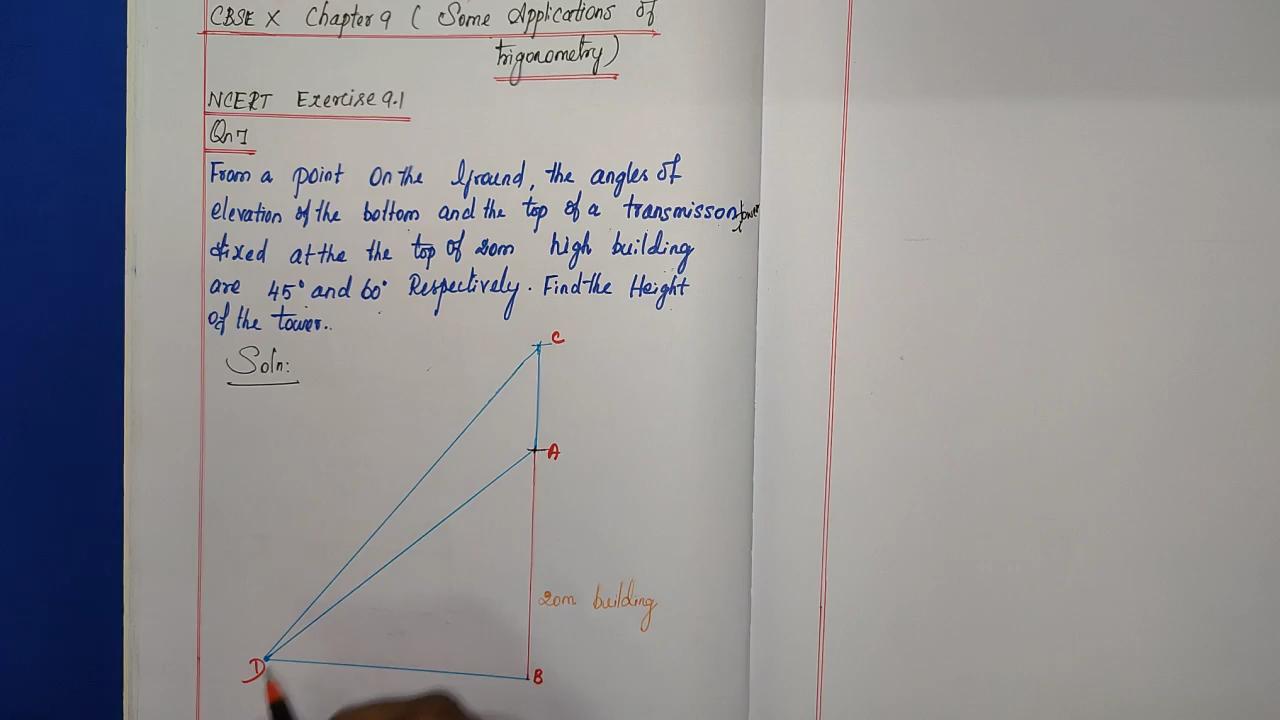 CBSE X Chapter 9 ( Some Applications of
trigonometry)
NCERT Exercise 9.1
Qn 7
From a point on the Ground, the angles of
elevation of the bottom and the top of a transmisson tower
fixed at the the top of 20m high building
are 45° and 60° Respectively. Find the Height
of the tower..
Soln:
C
A
20m building
D
B